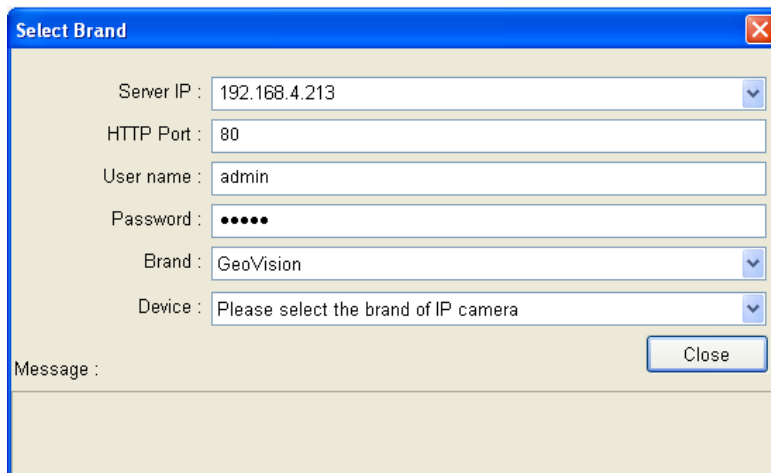 Select Brand
Server IP : 192.168.4.213
HTTP Port : 80
User name : admin
Password : •••••
Brand : GeoVision
Device : Please select the brand of IP camera
Close
Message :